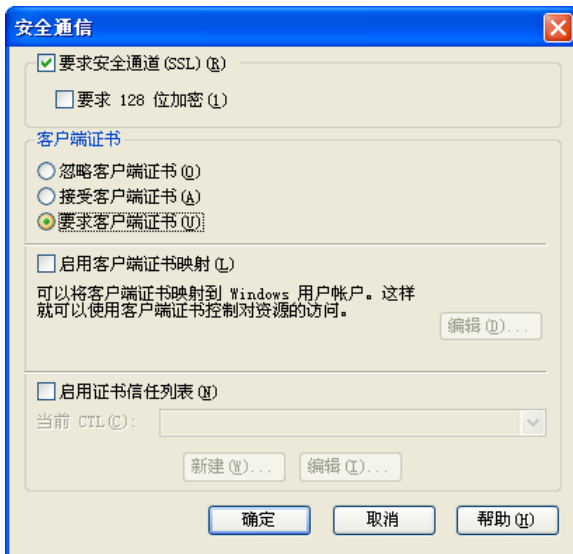 安全通信
要求安全通道(SSL)(R)
要求 128 位加密(1)
客户端证书
忽略客户端证书(O)
接受客户端证书(A)
要求客户端证书(U)
启用客户端证书映射(L)
可以将客户端证书映射到 Windows 用户帐户。这样
就可以使用客户端证书控制对资源的访问。
编辑(D)...
启用证书信任列表(N)
当前 CTL(C):
新建(W)... 编辑(I)...
确定 取消 帮助(H)